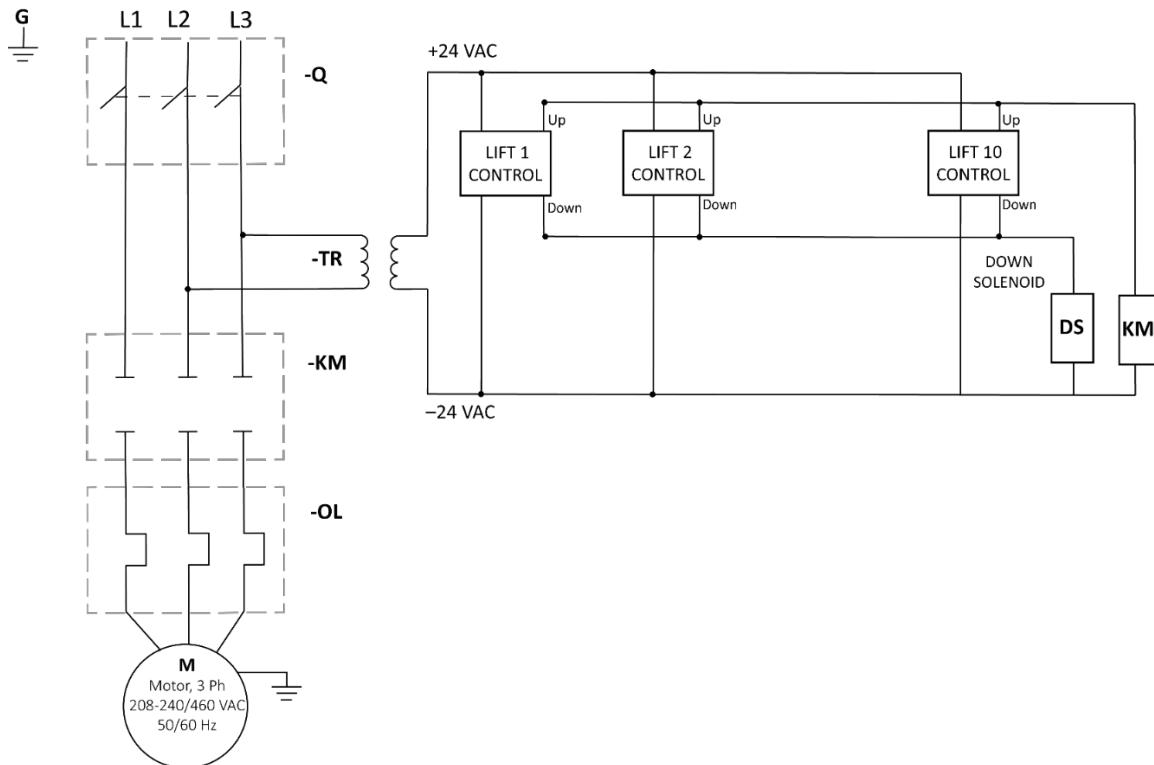 G
L1 L2 L3
-Q
+24 VAC
Up
Up
Up
LIFT 1
CONTROL
LIFT 2
CONTROL
LIFT 10
CONTROL
Down
Down
Down
-TR
DOWN
SOLENOID
DS
KM
-KM
–24 VAC
-OL
M
Motor, 3 Ph
208-240/460 VAC
50/60 Hz